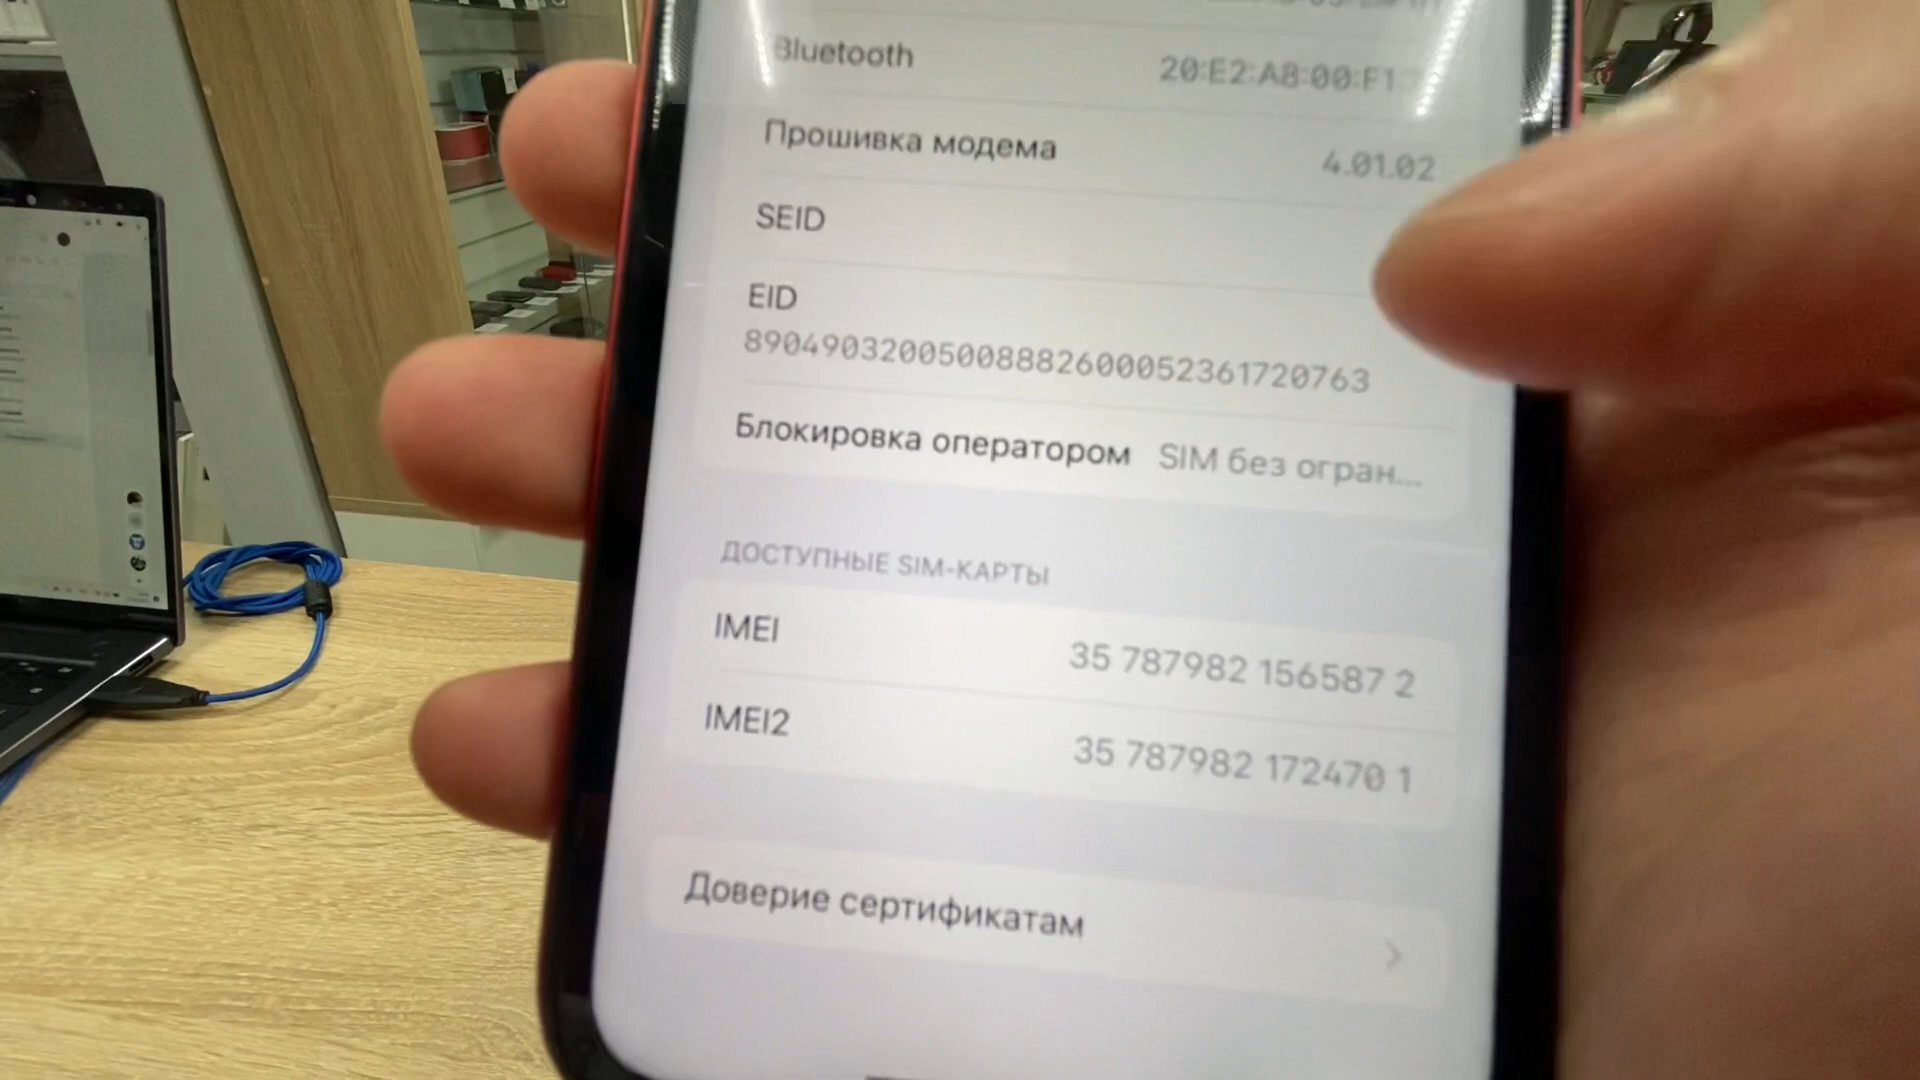 Bluetooth 20:E2:A8:00:F1
Прошивка модема 4.01.02
SEID
EID
89049032005008882600052361720763
Блокировка оператором SIM без огран...
ДОСТУПНЫЕ SIM-КАРТЫ
IMEI 35 787982 156587 2
IMEI2 35 787982 172470 1
Доверие сертификатам